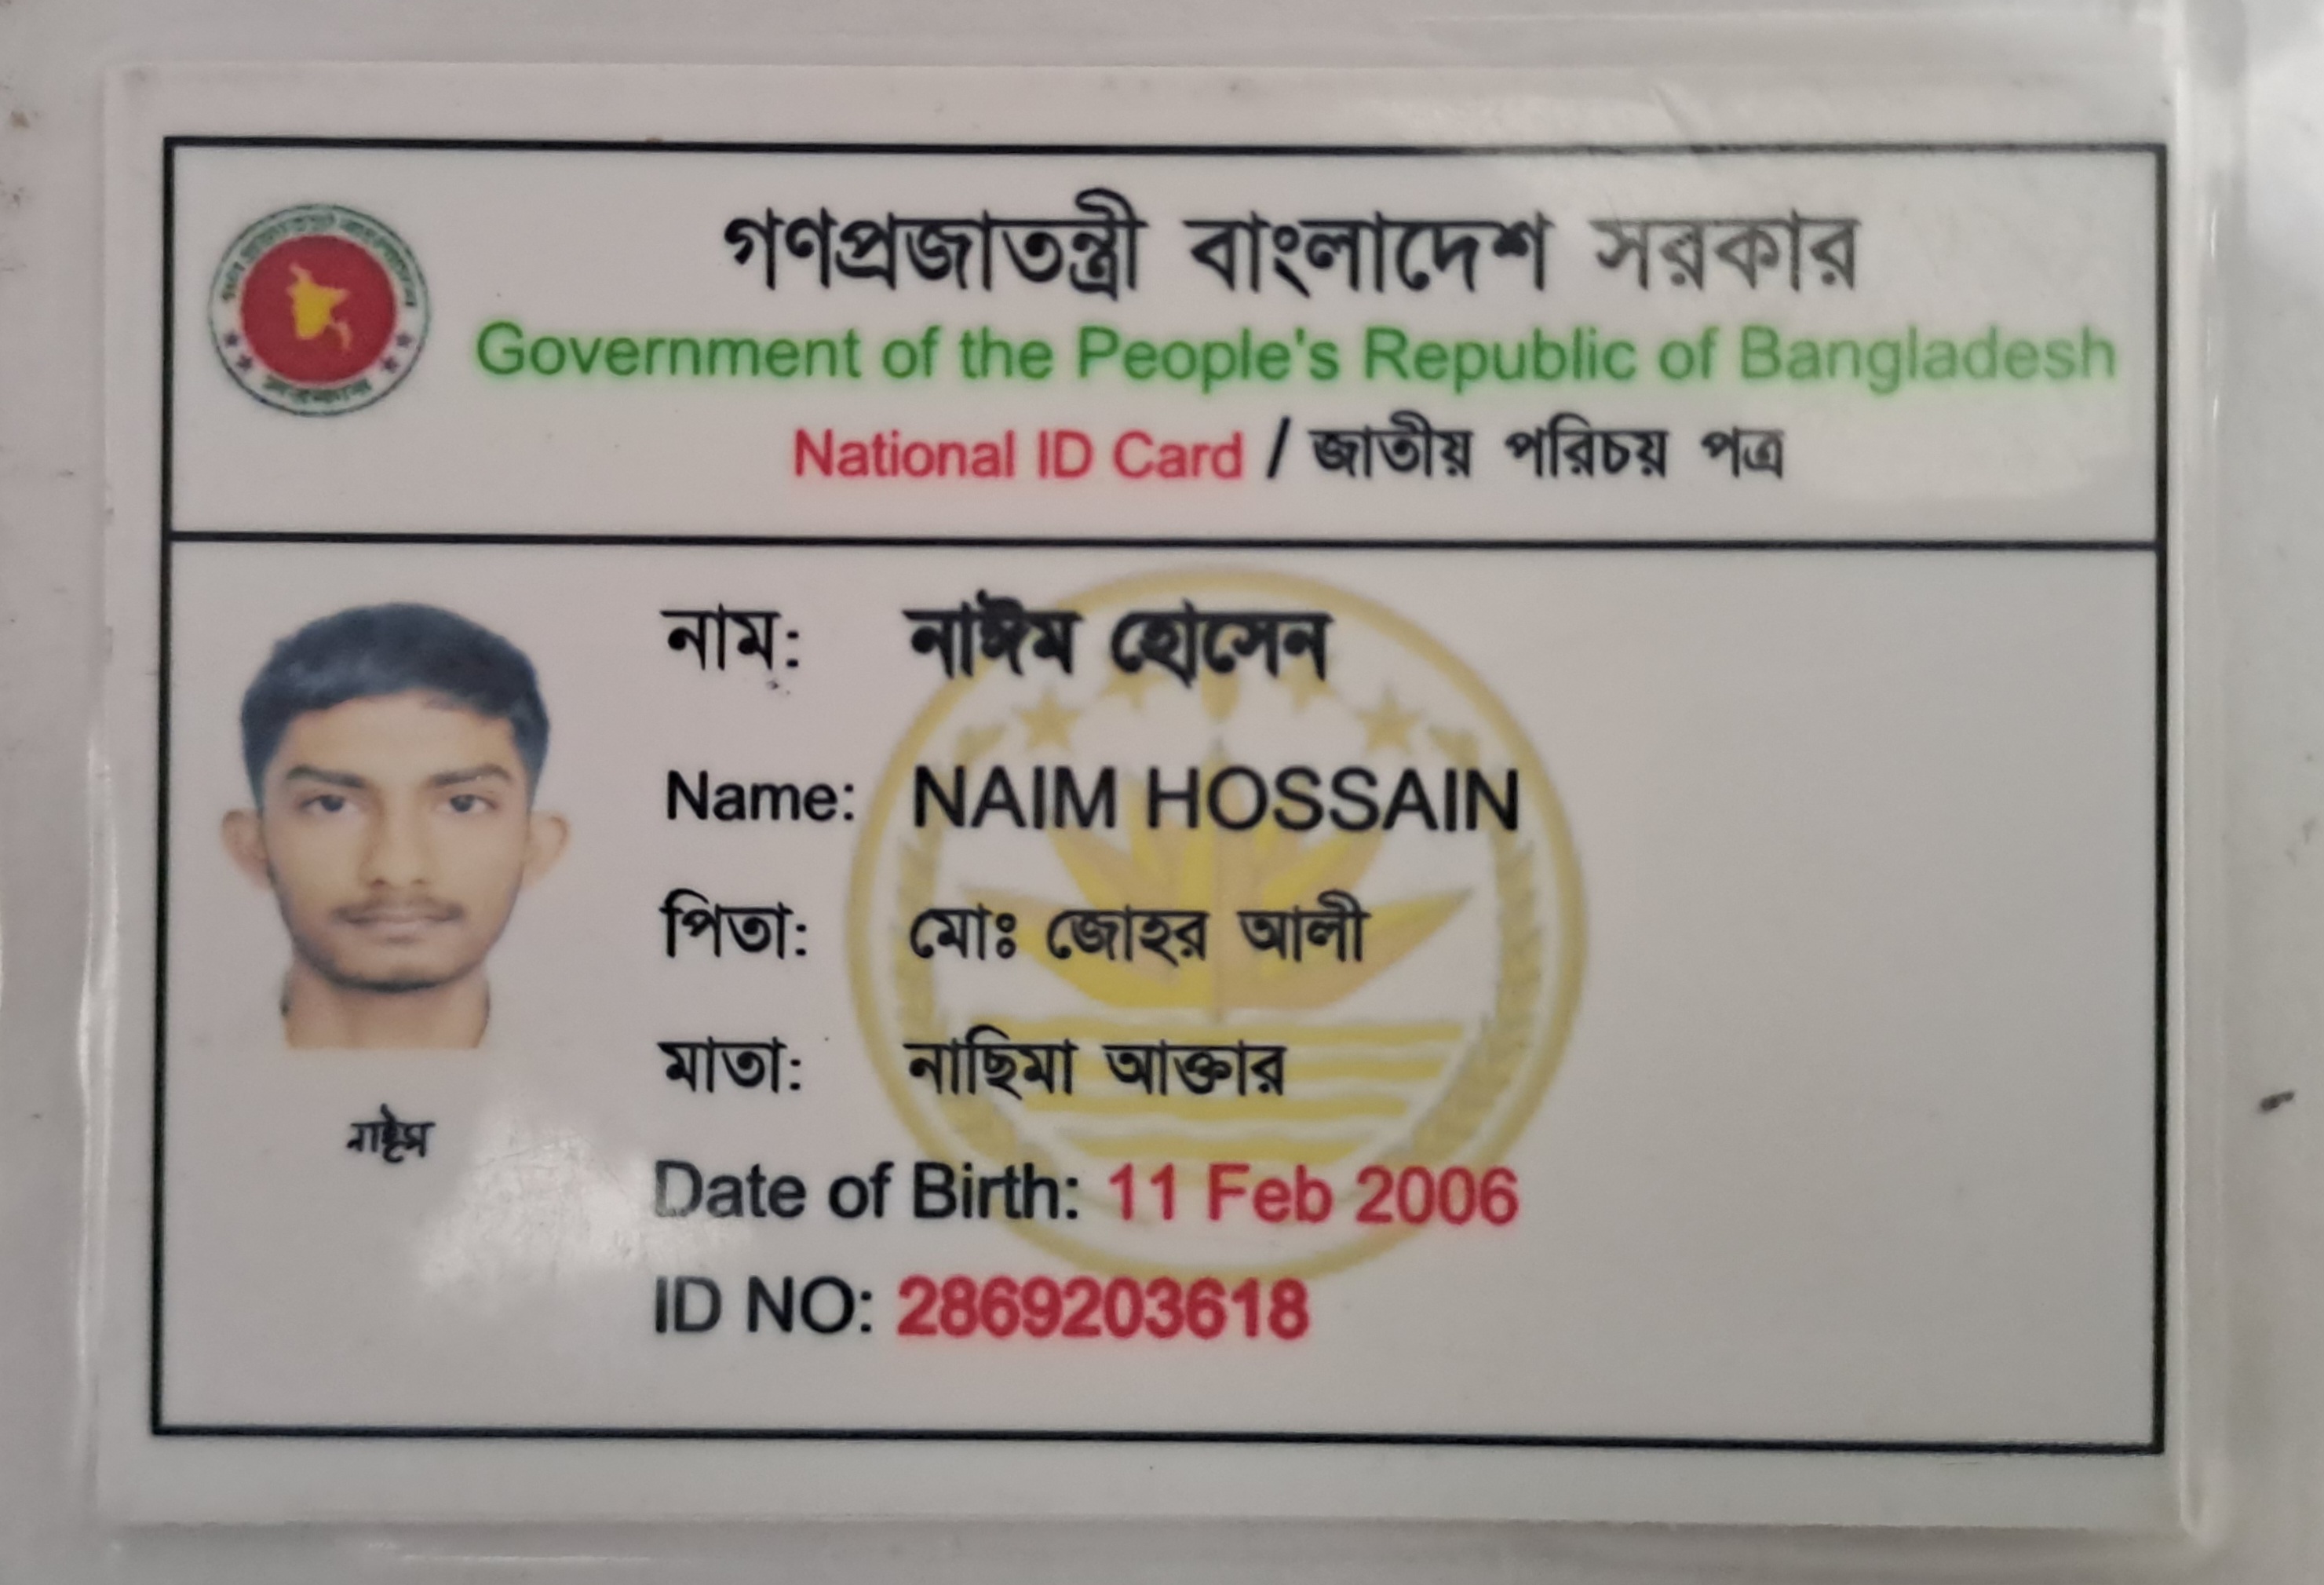 গণপ্রজাতন্ত্রী বাংলাদেশ সরকার
Government of the People's Republic of Bangladesh
National ID Card / জাতীয় পরিচয় পত্র
নাম: নাঈম হোসেন
Name: NAIM HOSSAIN
পিতা: মোঃ জোহর আলী
মাতা: নাছিমা আক্তার
নাঈম
Date of Birth: 11 Feb 2006
ID NO: 2869203618